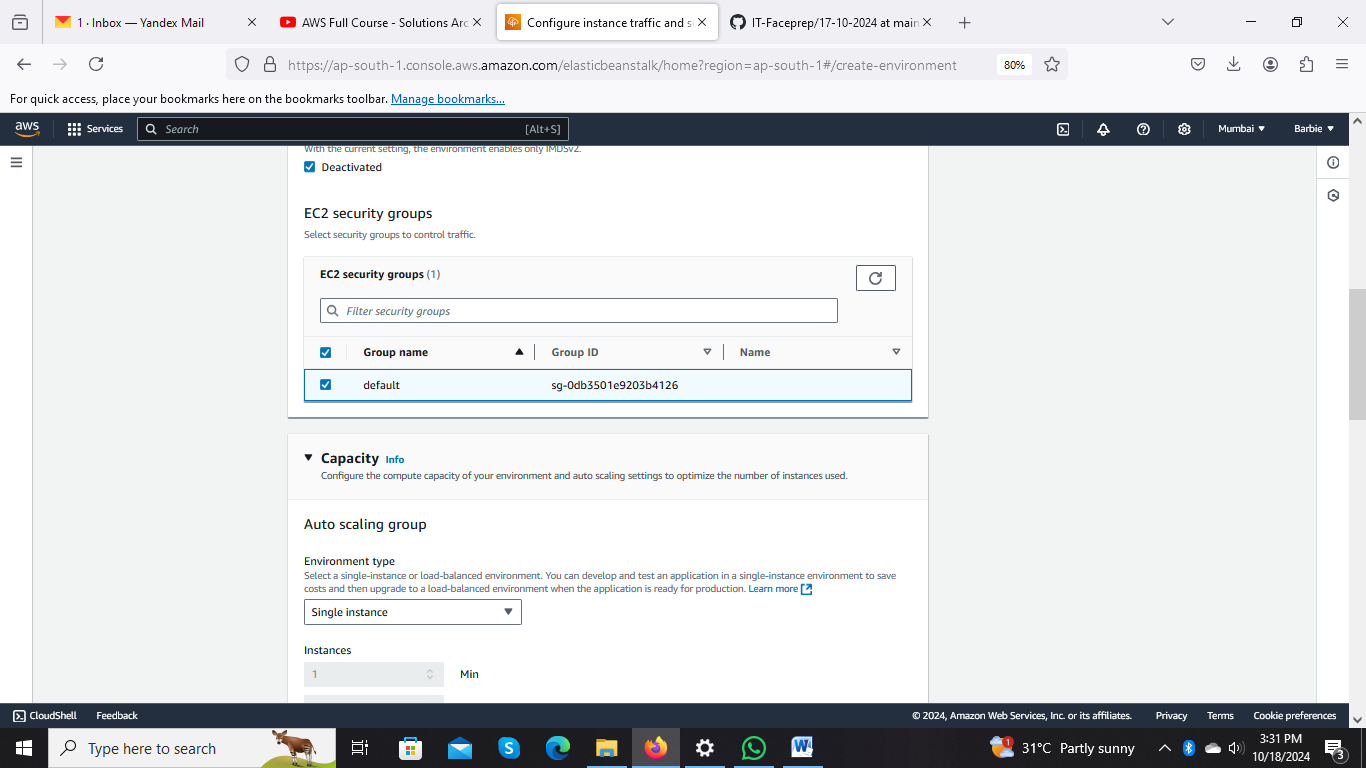 1 · Inbox — Yandex Mail
AWS Full Course - Solutions Arc
Configure instance traffic and s
IT-Faceprep/17-10-2024 at main
https://ap-south-1.console.aws.amazon.com/elasticbeanstalk/home?region=ap-south-1#/create-environment
80%
For quick access, place your bookmarks here on the bookmarks toolbar. Manage bookmarks...
aws
Services
Search
[Alt+S]
Mumbai
Barbie
With the current setting, the environment enables only IMDSv2.
Deactivated
EC2 security groups
Select security groups to control traffic.
EC2 security groups (1)
Filter security groups
Group name
Group ID
Name
default
sg-0db3501e9203b4126
Capacity Info
Configure the compute capacity of your environment and auto scaling settings to optimize the number of instances used.
Auto scaling group
Environment type
Select a single-instance or load-balanced environment. You can develop and test an application in a single-instance environment to save
costs and then upgrade to a load-balanced environment when the application is ready for production. Learn more
Single instance
Instances
1
Min
CloudShell
Feedback
© 2024, Amazon Web Services, Inc. or its affiliates.
Privacy
Terms
Cookie preferences
Type here to search
1
31°C Partly sunny
3:31 PM
10/18/2024
3